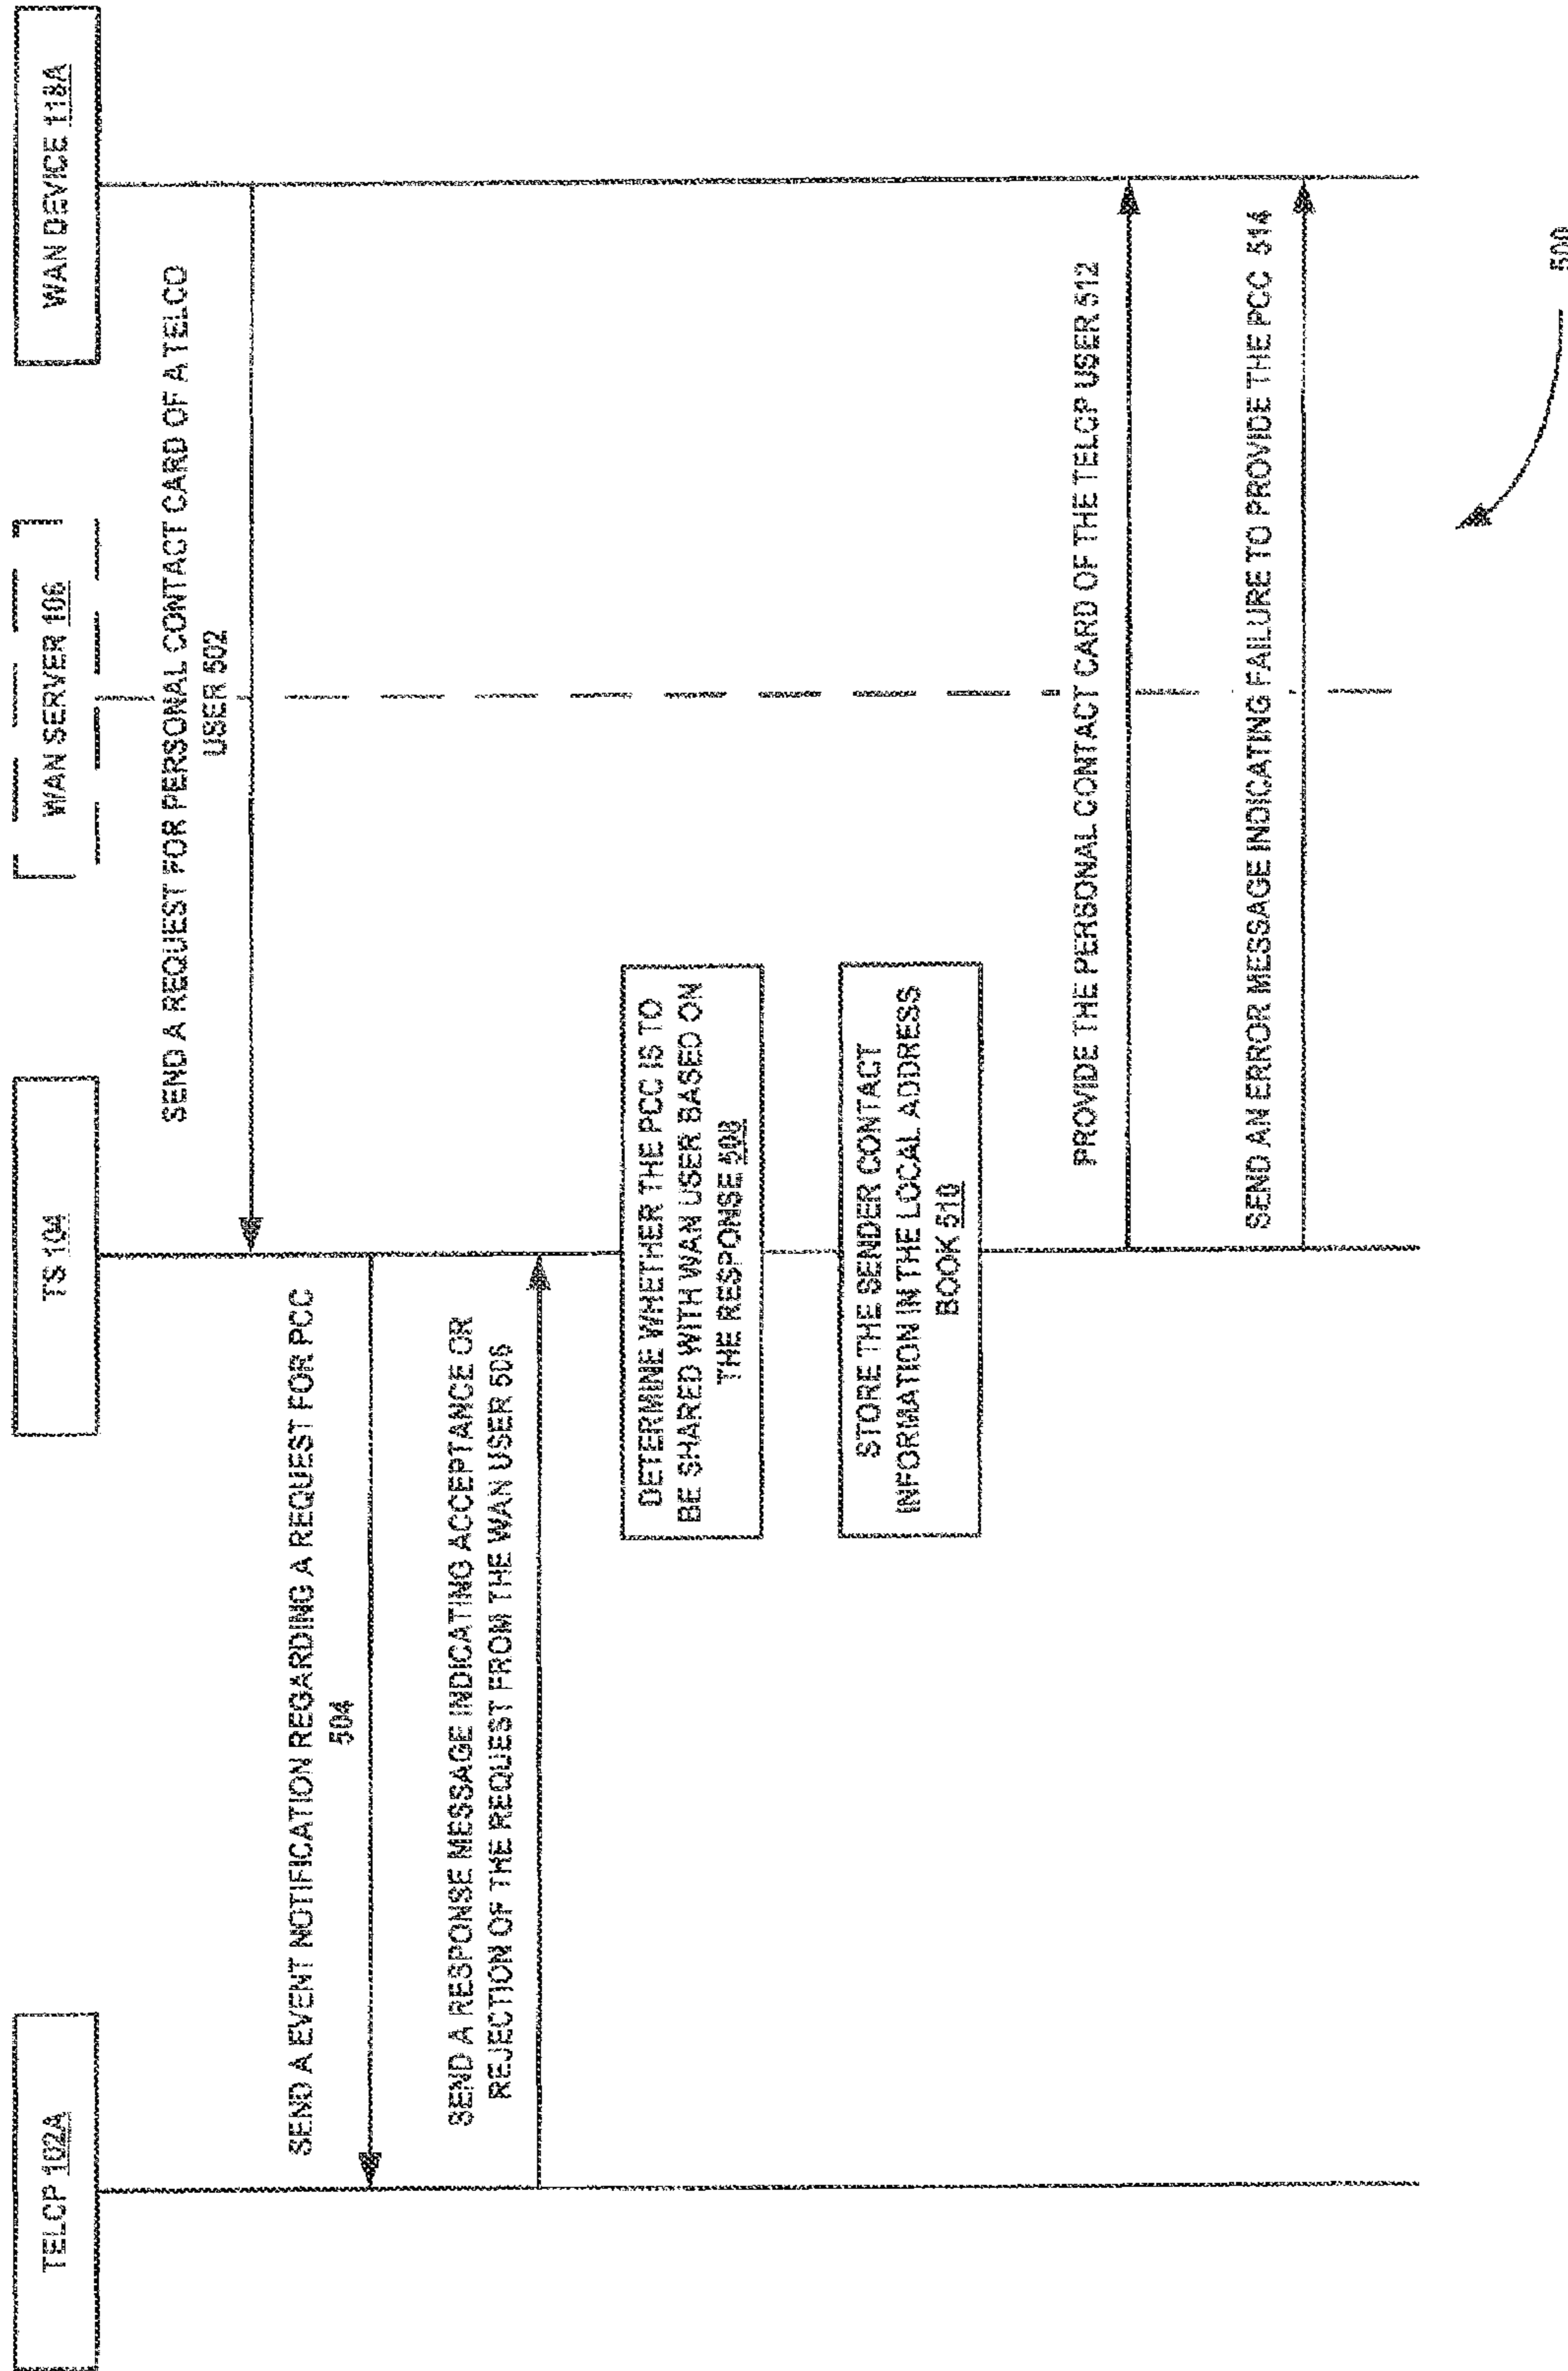 TELCP 102A
TS 104
WAN SERVER 106
WAN DEVICE 118A
SEND A REQUEST FOR PERSONAL CONTACT CARD OF A TELCO
USER 502
SEND A EVENT NOTIFICATION REGARDING A REQUEST FOR PCC
504
SEND A RESPONSE MESSAGE INDICATING ACCEPTANCE OR
REJECTION OF THE REQUEST FROM THE WAN USER 506
DETERMINE WHETHER THE PCC IS TO
BE SHARED WITH WAN USER BASED ON
THE RESPONSE 508
STORE THE SENDER CONTACT
INFORMATION IN THE LOCAL ADDRESS
BOOK 510
PROVIDE THE PERSONAL CONTACT CARD OF THE TELCP USER 512
SEND AN ERROR MESSAGE INDICATING FAILURE TO PROVIDE THE PCC 514
500